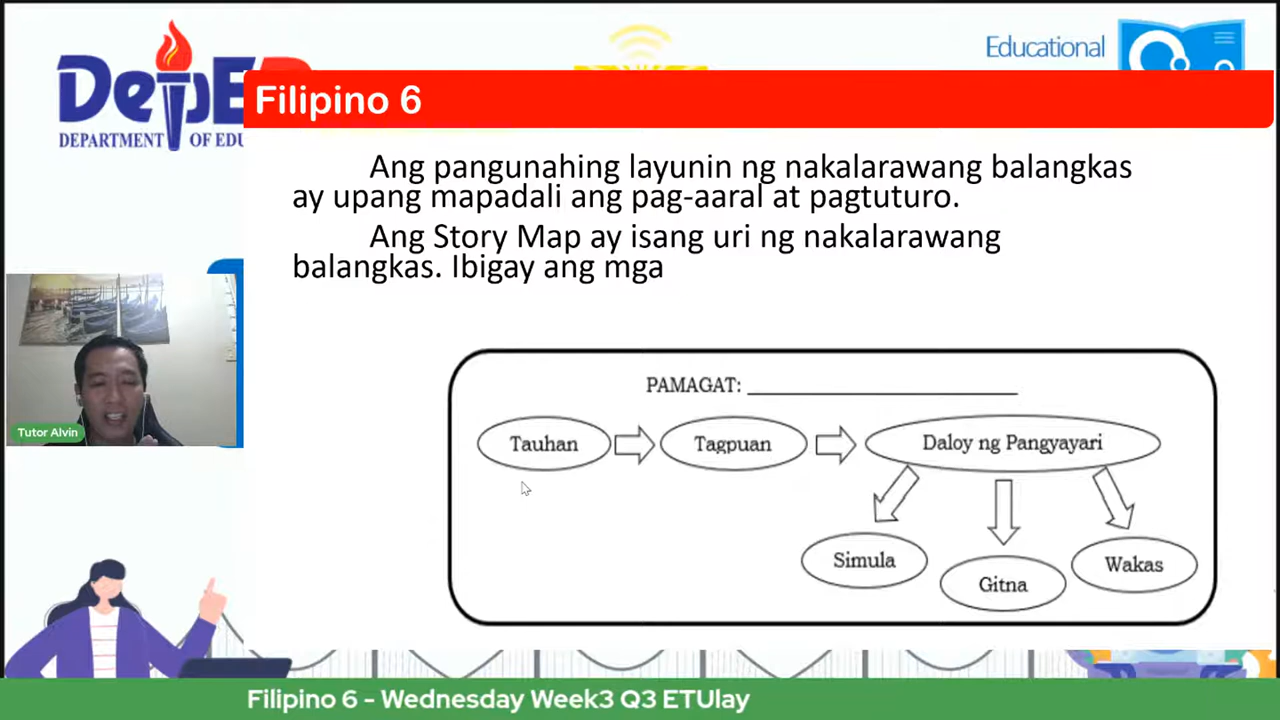 DepED
DEPARTMENT OF EDU
Educational
Filipino 6
Ang pangunahing layunin ng nakalarawang balangkas
ay upang mapadali ang pag-aaral at pagtuturo.
Ang Story Map ay isang uri ng nakalarawang
balangkas. Ibigay ang mga
PAMAGAT: ____________________
Tauhan
Tagpuan
Daloy ng Pangyayari
Simula
Gitna
Wakas
Tutor Alvin
Filipino 6 - Wednesday Week3 Q3 ETUlay